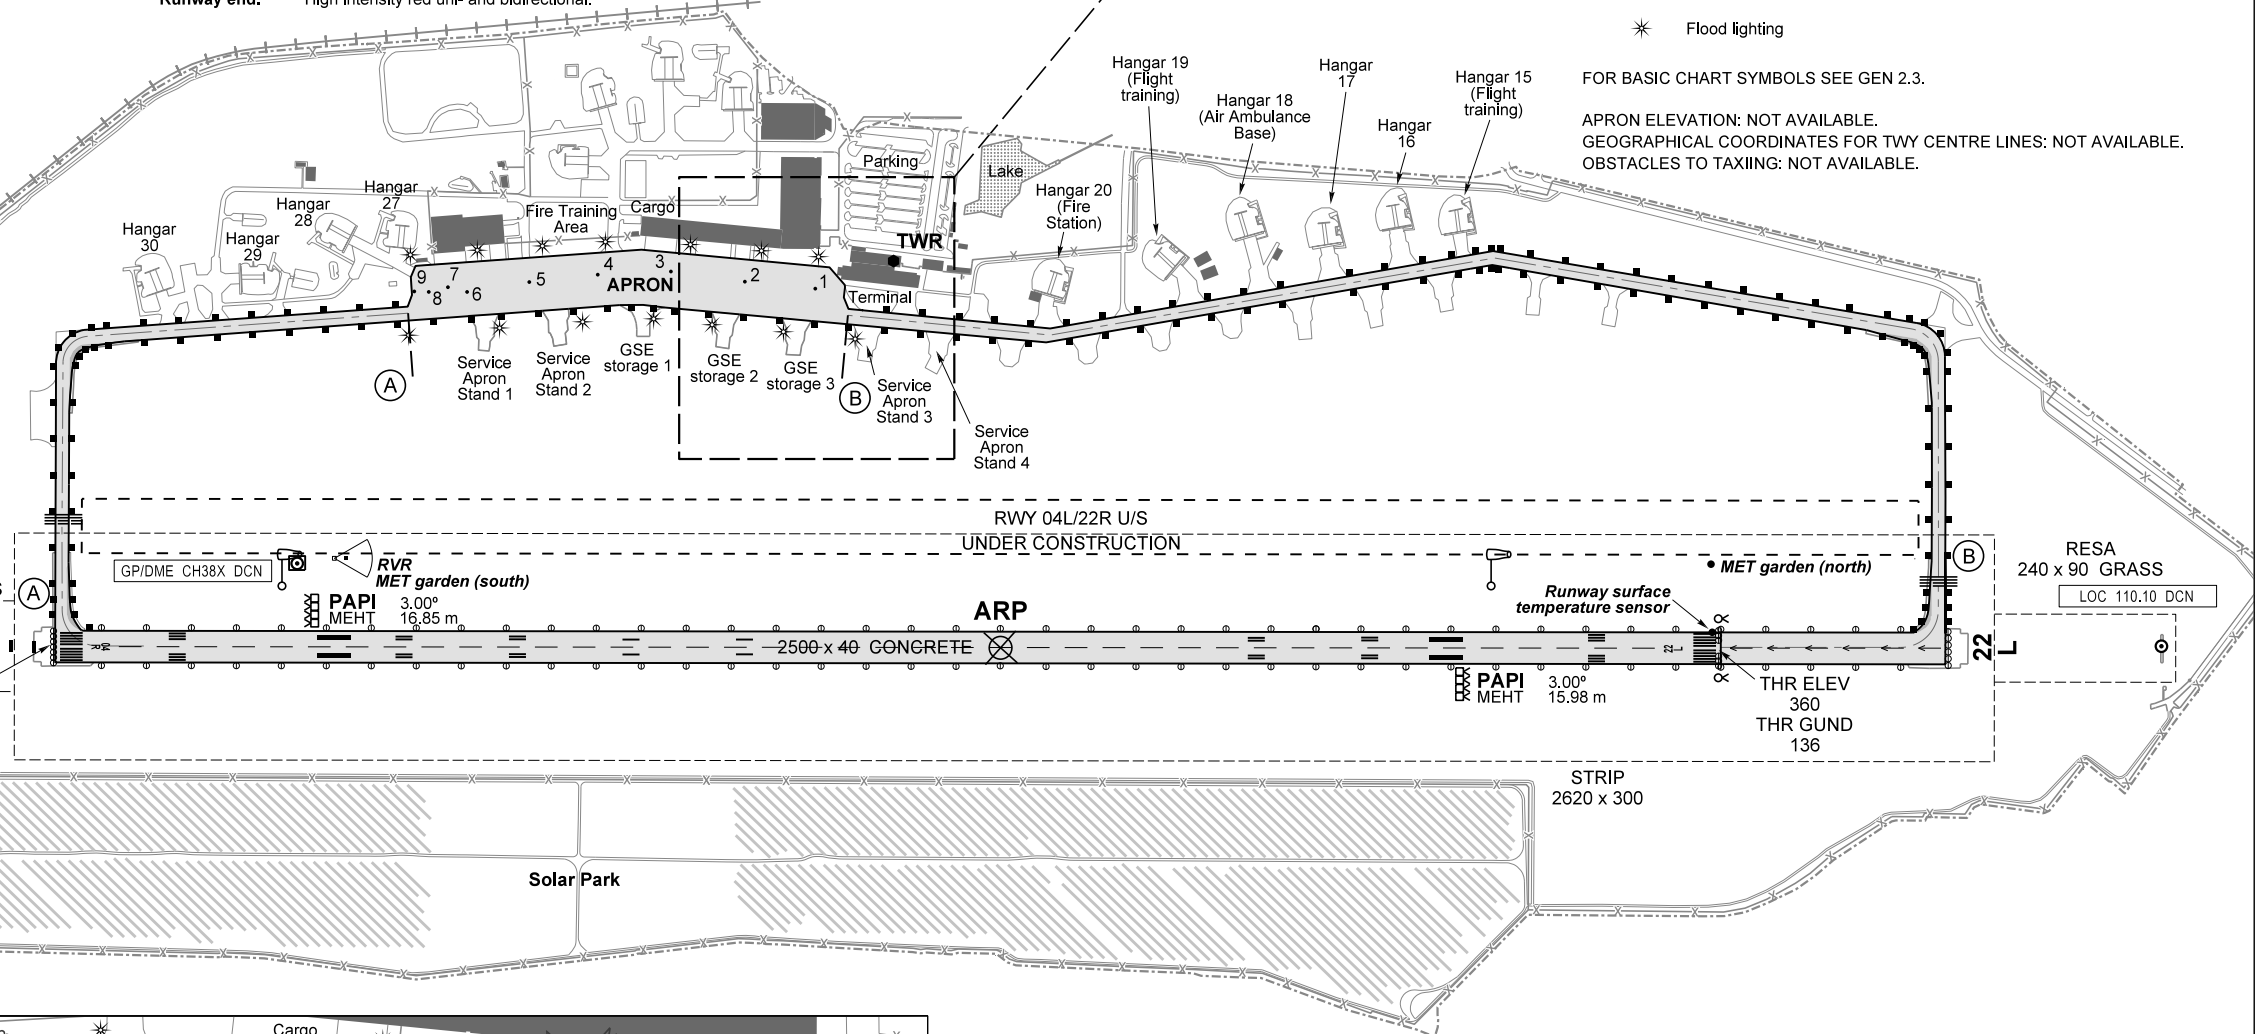 Runway end: High intensity red uni- and bidirectional.
Flood lighting
FOR BASIC CHART SYMBOLS SEE GEN 2.3.
APRON ELEVATION: NOT AVAILABLE.
GEOGRAPHICAL COORDINATES FOR TWY CENTRE LINES: NOT AVAILABLE.
OBSTACLES TO TAXIING: NOT AVAILABLE.
Hangar 19
(Flight
training)
Hangar 18
(Air Ambulance
Base)
Hangar
17
Hangar
16
Hangar 15
(Flight
training)
Parking
Lake
Hangar 20
(Fire
Station)
Hangar
30
Hangar
29
Hangar
28
Hangar
27
Fire Training
Area
Cargo
TWR
Terminal
9
8
7
6
5
4
3
2
1
APRON
A
Service
Apron
Stand 1
Service
Apron
Stand 2
GSE
storage 1
GSE
storage 2
GSE
storage 3
B
Service
Apron
Stand 3
Service
Apron
Stand 4
RWY 04L/22R U/S
UNDER CONSTRUCTION
GP/DME CH38X DCN
RVR
MET garden (south)
A
PAPI 3.00º
MEHT 16.85 m
ARP
2500 x 40 CONCRETE
MET garden (north)
Runway surface
temperature sensor
B
RESA
240 x 90 GRASS
LOC 110.10 DCN
04
R
22
L
22
L
PAPI 3.00º
MEHT 15.98 m
THR ELEV
360
THR GUND
136
STRIP
2620 x 300
Solar Park
Cargo